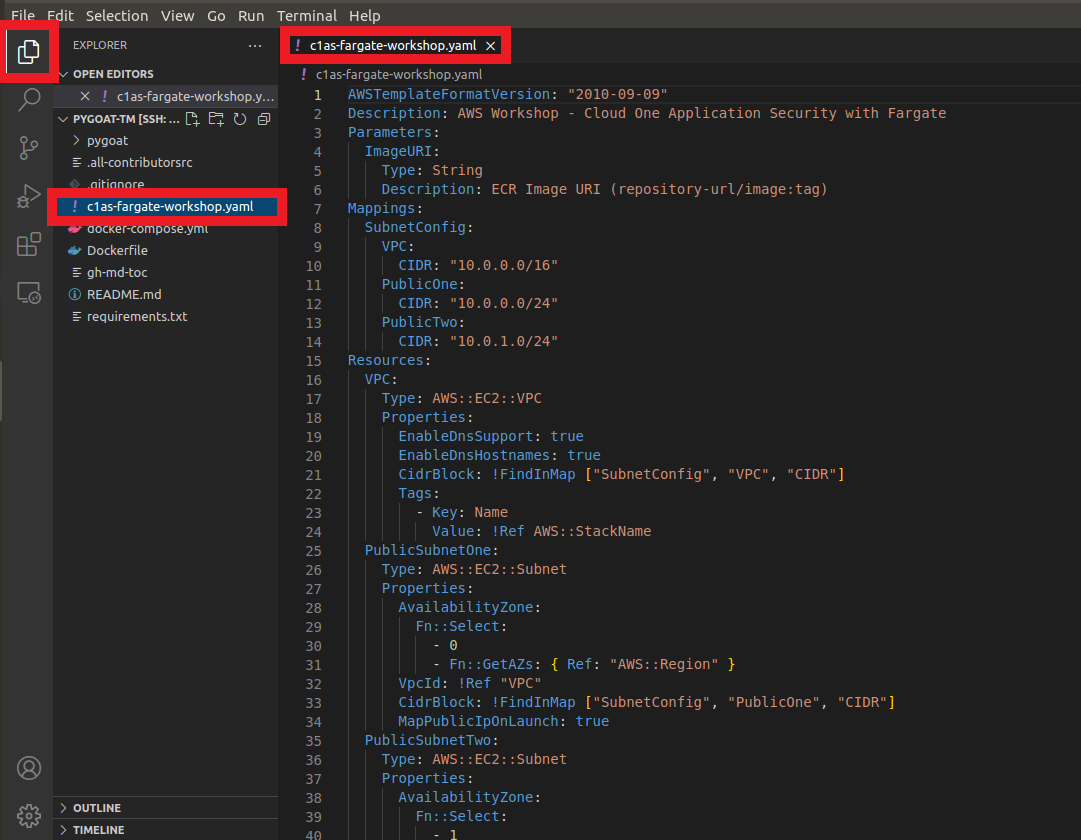 File Edit Selection View Go Run Terminal Help
EXPLORER ...
OPEN EDITORS
c1as-fargate-workshop.y...
PYGOAT-TM [SSH: ...
pygoat
.all-contributorsrc
.gitignore
! c1as-fargate-workshop.yaml
docker-compose.yml
Dockerfile
gh-md-toc
README.md
requirements.txt
OUTLINE
TIMELINE
! c1as-fargate-workshop.yaml
! c1as-fargate-workshop.yaml
1 AWSTemplateFormatVersion: "2010-09-09"
2 Description: AWS Workshop - Cloud One Application Security with Fargate
3 Parameters:
4 ImageURI:
5 Type: String
6 Description: ECR Image URI (repository-url/image:tag)
7 Mappings:
8 SubnetConfig:
9 VPC:
10 CIDR: "10.0.0.0/16"
11 PublicOne:
12 CIDR: "10.0.0.0/24"
13 PublicTwo:
14 CIDR: "10.0.1.0/24"
15 Resources:
16 VPC:
17 Type: AWS::EC2::VPC
18 Properties:
19 EnableDnsSupport: true
20 EnableDnsHostnames: true
21 CidrBlock: !FindInMap ["SubnetConfig", "VPC", "CIDR"]
22 Tags:
23 - Key: Name
24 Value: !Ref AWS::StackName
25 PublicSubnetOne:
26 Type: AWS::EC2::Subnet
27 Properties:
28 AvailabilityZone:
29 Fn::Select:
30 - 0
31 - Fn::GetAZs: { Ref: "AWS::Region" }
32 VpcId: !Ref "VPC"
33 CidrBlock: !FindInMap ["SubnetConfig", "PublicOne", "CIDR"]
34 MapPublicIpOnLaunch: true
35 PublicSubnetTwo:
36 Type: AWS::EC2::Subnet
37 Properties:
38 AvailabilityZone:
39 Fn::Select:
40 - 1